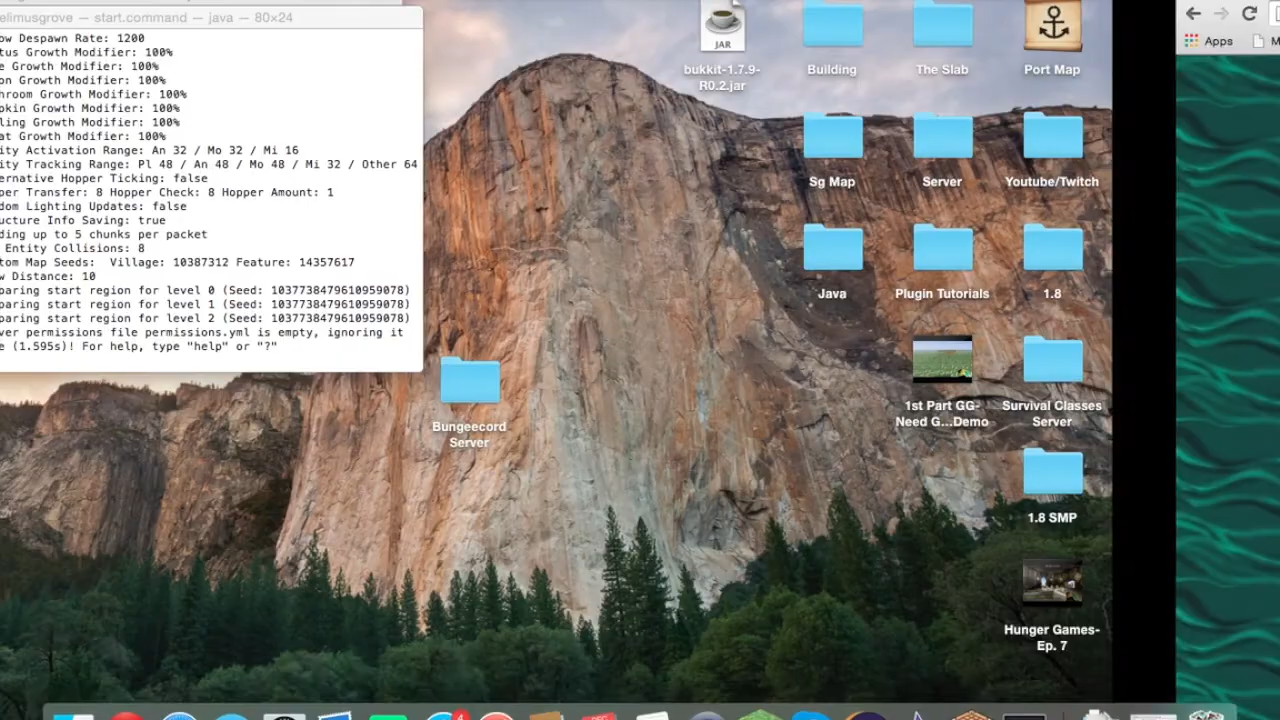 elimusgrove — start.command — java — 80×24
ow Despawn Rate: 1200
tus Growth Modifier: 100%
e Growth Modifier: 100%
on Growth Modifier: 100%
hroom Growth Modifier: 100%
pkin Growth Modifier: 100%
ling Growth Modifier: 100%
at Growth Modifier: 100%
ity Activation Range: An 32 / Mo 32 / Mi 16
ity Tracking Range: Pl 48 / An 48 / Mo 48 / Mi 32 / Other 64
ternative Hopper Ticking: false
per Transfer: 8 Hopper Check: 8 Hopper Amount: 1
dom Lighting Updates: false
ucture Info Saving: true
ding up to 5 chunks per packet
Entity Collisions: 8
tom Map Seeds:  Village: 10387312 Feature: 14357617
w Distance: 10
paring start region for level 0 (Seed: 1037738479610959078)
paring start region for level 1 (Seed: 1037738479610959078)
paring start region for level 2 (Seed: 1037738479610959078)
ver permissions file permissions.yml is empty, ignoring it
e (1.595s)! For help, type "help" or "?"
JAR
bukkit-1.7.9-
R0.2.jar
Building
The Slab
Port Map
Sg Map
Server
Youtube/Twitch
Java
Plugin Tutorials
1.8
1st Part GG-
Need G...Demo
Survival Classes
Server
Bungeecord
Server
1.8 SMP
Hunger Games-
Ep. 7
Apps
M
4